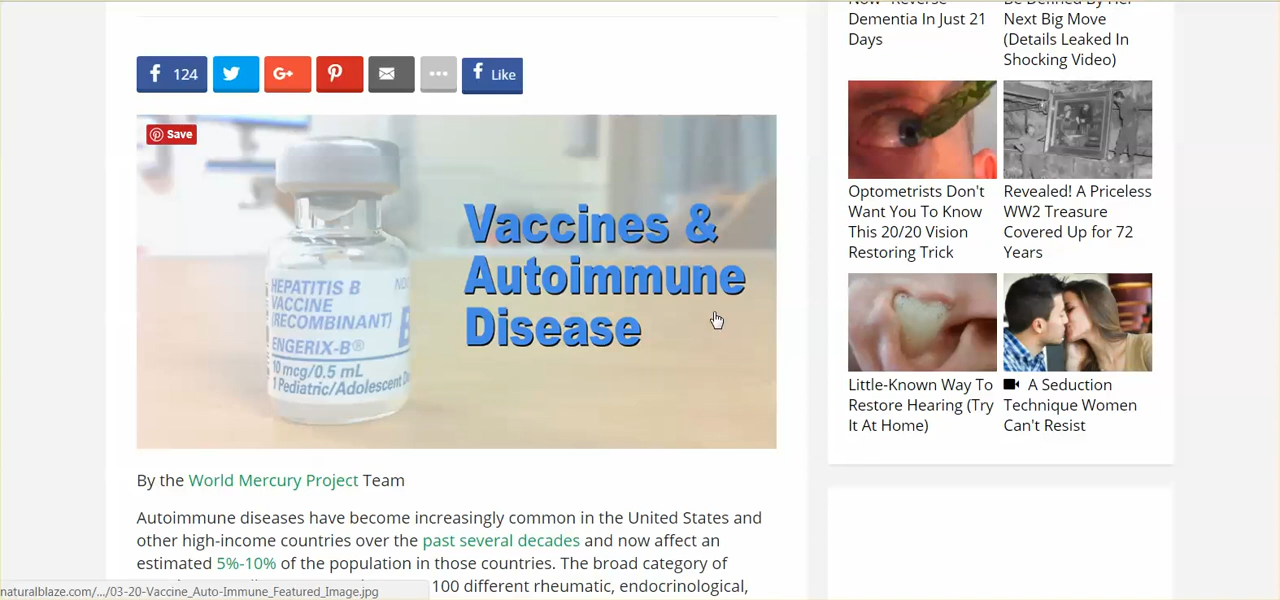 124
Like
Save
HEPATITIS B
VACCINE
(RECOMBINANT)
ENGERIX-B®
10 mcg/0.5 mL
1 Pediatric/Adolescent
Vaccines &
Autoimmune
Disease
By the World Mercury Project Team
Autoimmune diseases have become increasingly common in the United States and
other high-income countries over the past several decades and now affect an
estimated 5%-10% of the population in those countries. The broad category of
100 different rheumatic, endocrinological,
naturalblaze.com/.../03-20-Vaccine_Auto-Immune_Featured_Image.jpg
Dementia In Just 21
Days
Next Big Move
(Details Leaked In
Shocking Video)
Optometrists Don't
Want You To Know
This 20/20 Vision
Restoring Trick
Revealed! A Priceless
WW2 Treasure
Covered Up for 72
Years
Little-Known Way To
Restore Hearing (Try
It At Home)
A Seduction
Technique Women
Can't Resist